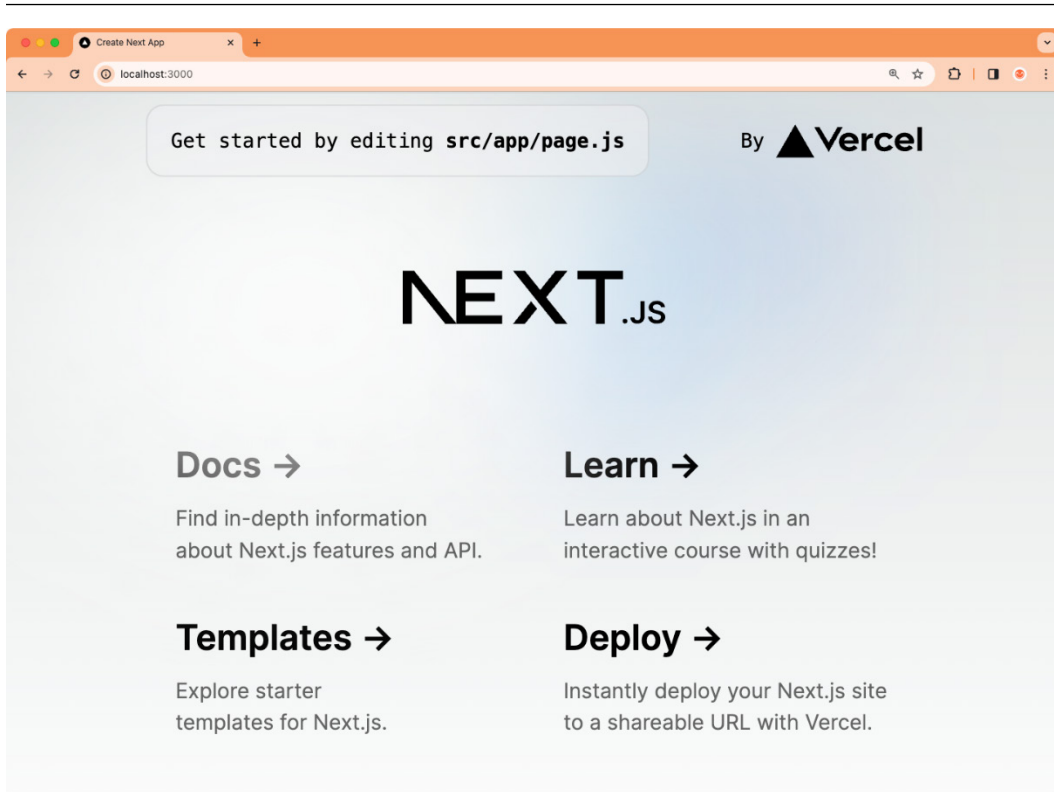 Create Next App
localhost:3000
Get started by editing src/app/page.js
By Vercel
NEXT.JS
Docs →
Find in-depth information
about Next.js features and API.
Learn →
Learn about Next.js in an
interactive course with quizzes!
Templates →
Explore starter
templates for Next.js.
Deploy →
Instantly deploy your Next.js site
to a shareable URL with Vercel.